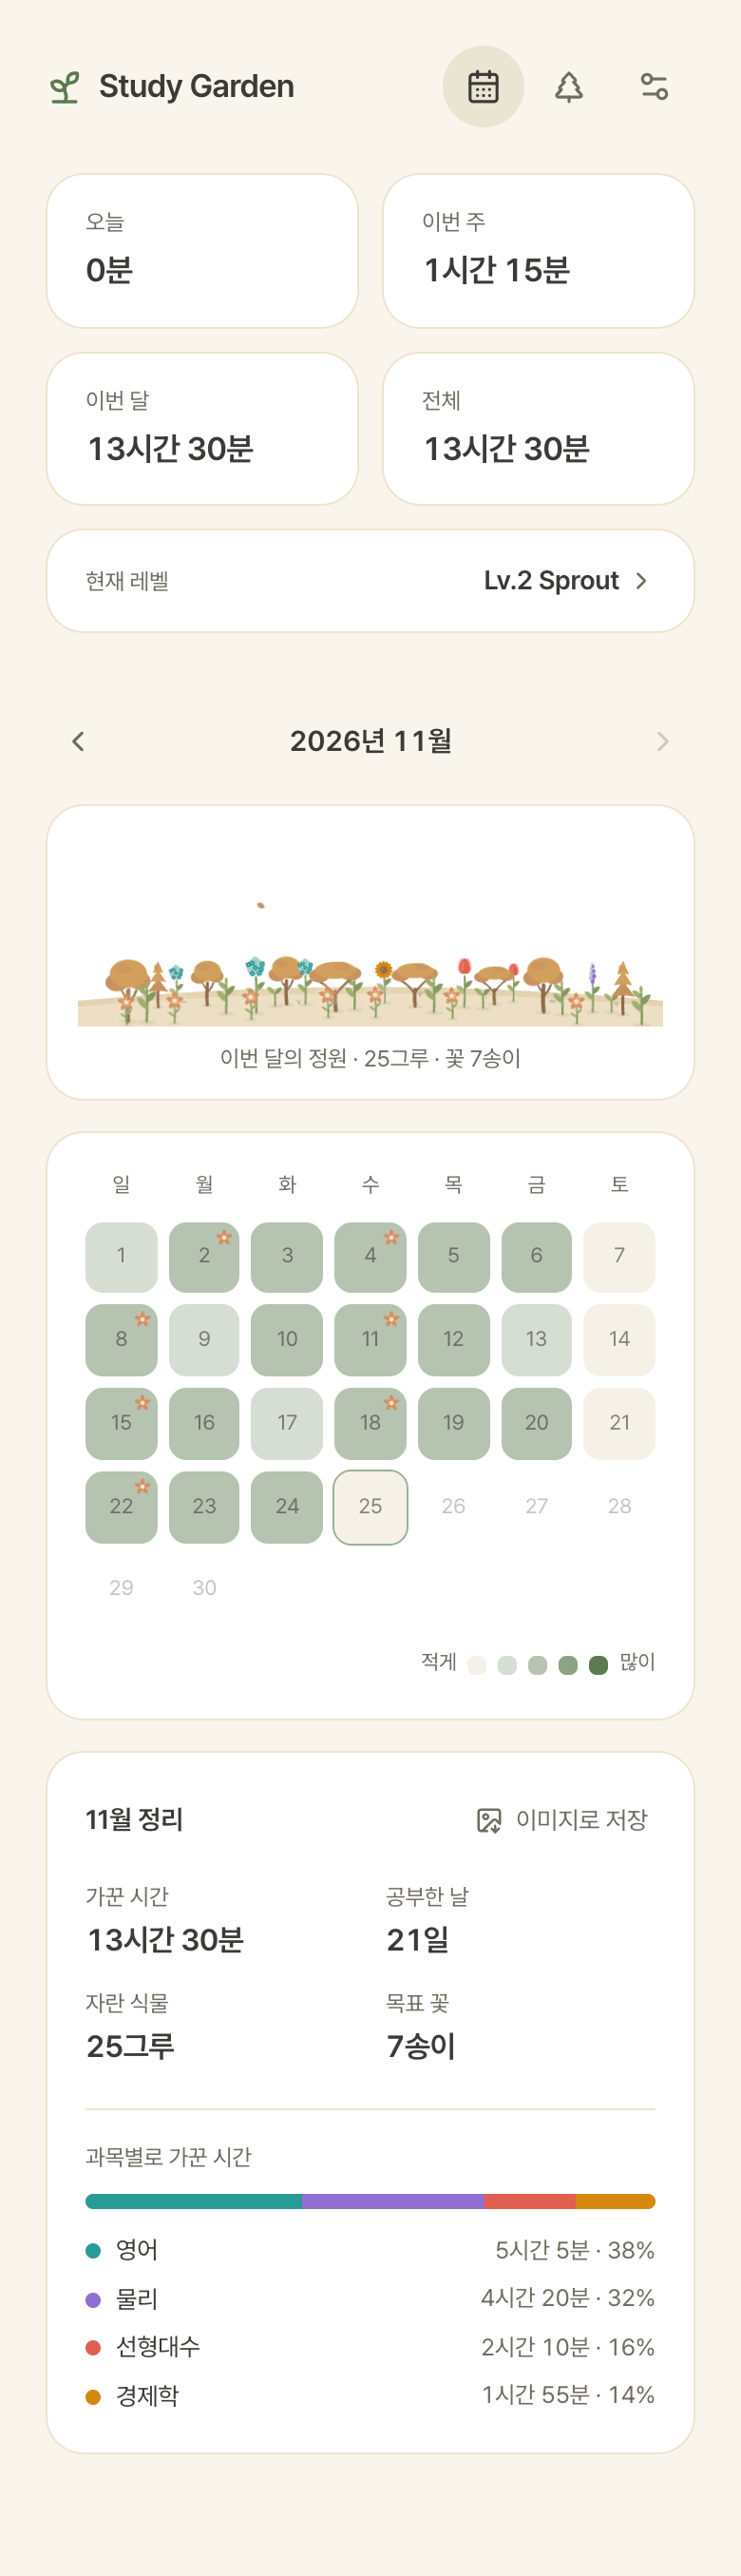 Study Garden
오늘
0분
이번 주
1시간 15분
이번 달
13시간 30분
전체
13시간 30분
현재 레벨
Lv.2 Sprout
2026년 11월
이번 달의 정원 · 25그루 · 꽃 7송이
일 월 화 수 목 금 토
1 2 3 4 5 6 7
8 9 10 11 12 13 14
15 16 17 18 19 20 21
22 23 24 25 26 27 28
29 30
적게 많이
11월 정리
이미지로 저장
가꾼 시간
13시간 30분
공부한 날
21일
자란 식물
25그루
목표 꽃
7송이
과목별로 가꾼 시간
영어 5시간 5분 · 38%
물리 4시간 20분 · 32%
선형대수 2시간 10분 · 16%
경제학 1시간 55분 · 14%